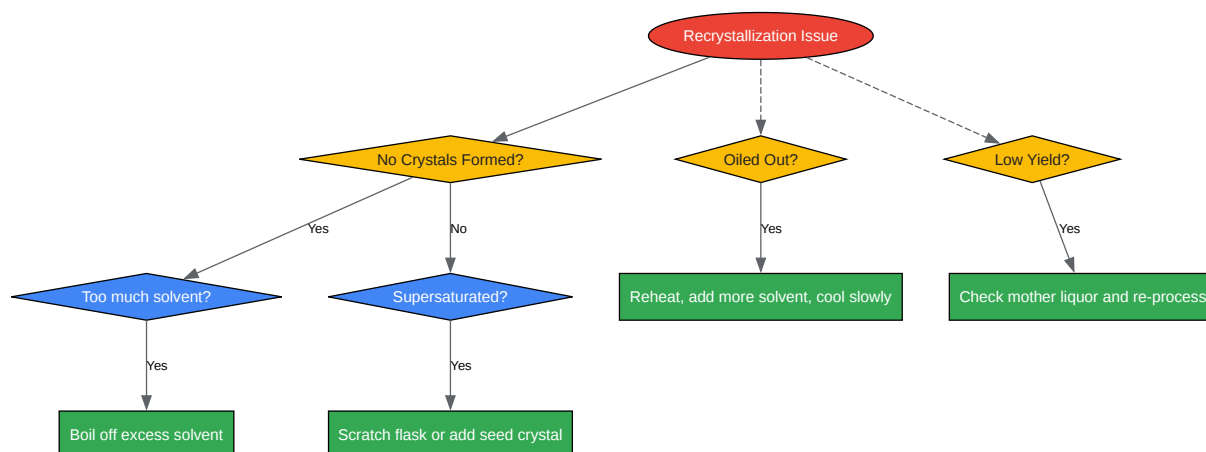 Recrystallization Issue
No Crystals Formed?
Oiled Out?
Low Yield?
Yes
No
Yes
Yes
Too much solvent?
Supersaturated?
Reheat, add more solvent, cool slowly
Check mother liquor and re-process
Yes
Yes
Boil off excess solvent
Scratch flask or add seed crystal